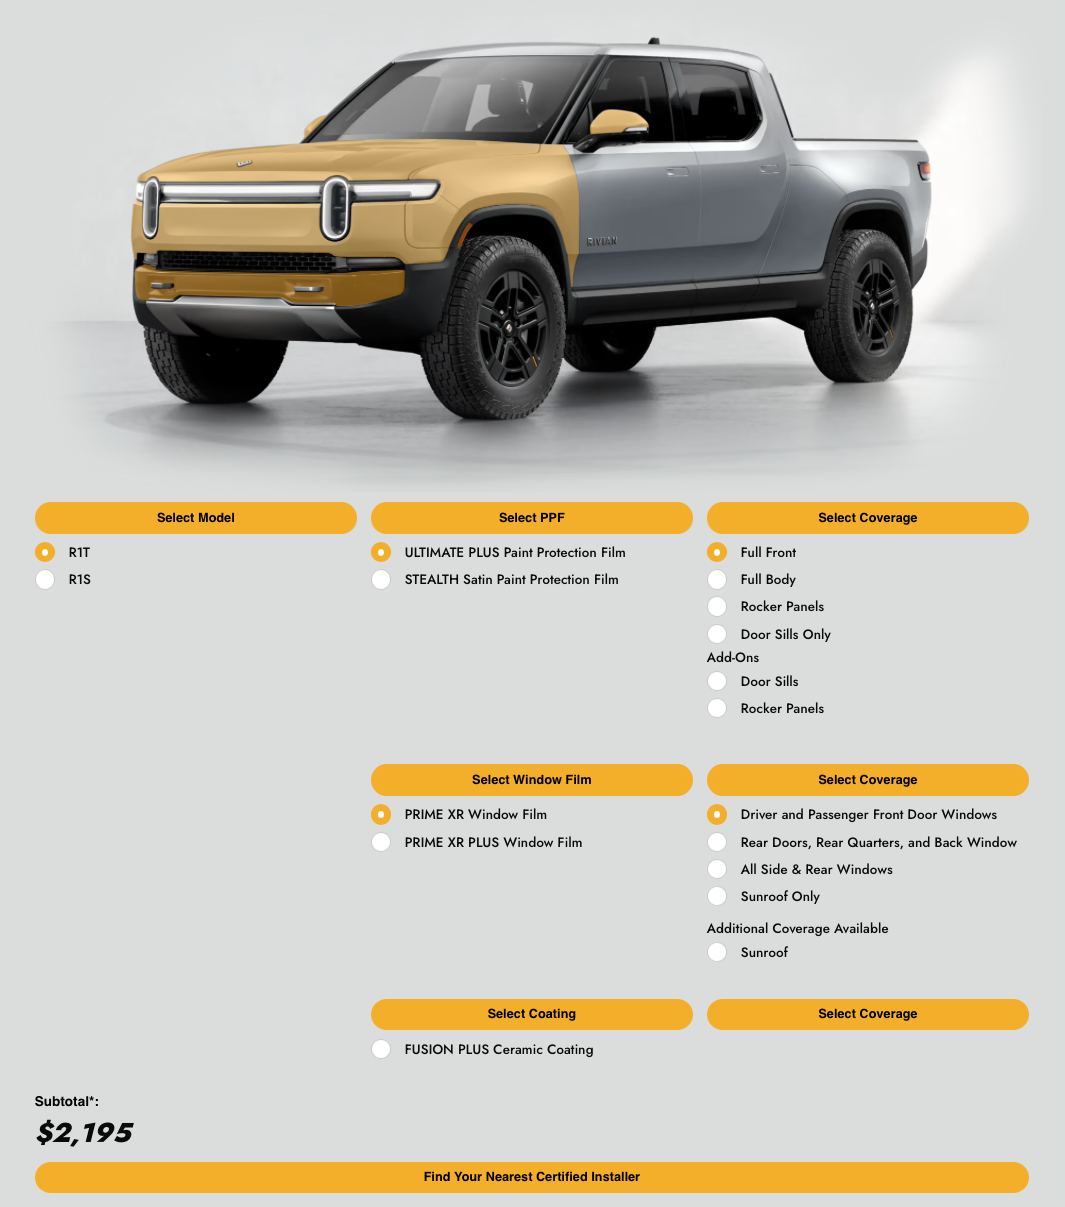 RIVIAN
Select Model
R1T
R1S
Select PPF
ULTIMATE PLUS Paint Protection Film
STEALTH Satin Paint Protection Film
Select Coverage
Full Front
Full Body
Rocker Panels
Door Sills Only
Add-Ons
Door Sills
Rocker Panels
Select Window Film
PRIME XR Window Film
PRIME XR PLUS Window Film
Select Coverage
Driver and Passenger Front Door Windows
Rear Doors, Rear Quarters, and Back Window
All Side & Rear Windows
Sunroof Only
Additional Coverage Available
Sunroof
Select Coating
FUSION PLUS Ceramic Coating
Select Coverage
Subtotal*:
$2,195
Find Your Nearest Certified Installer